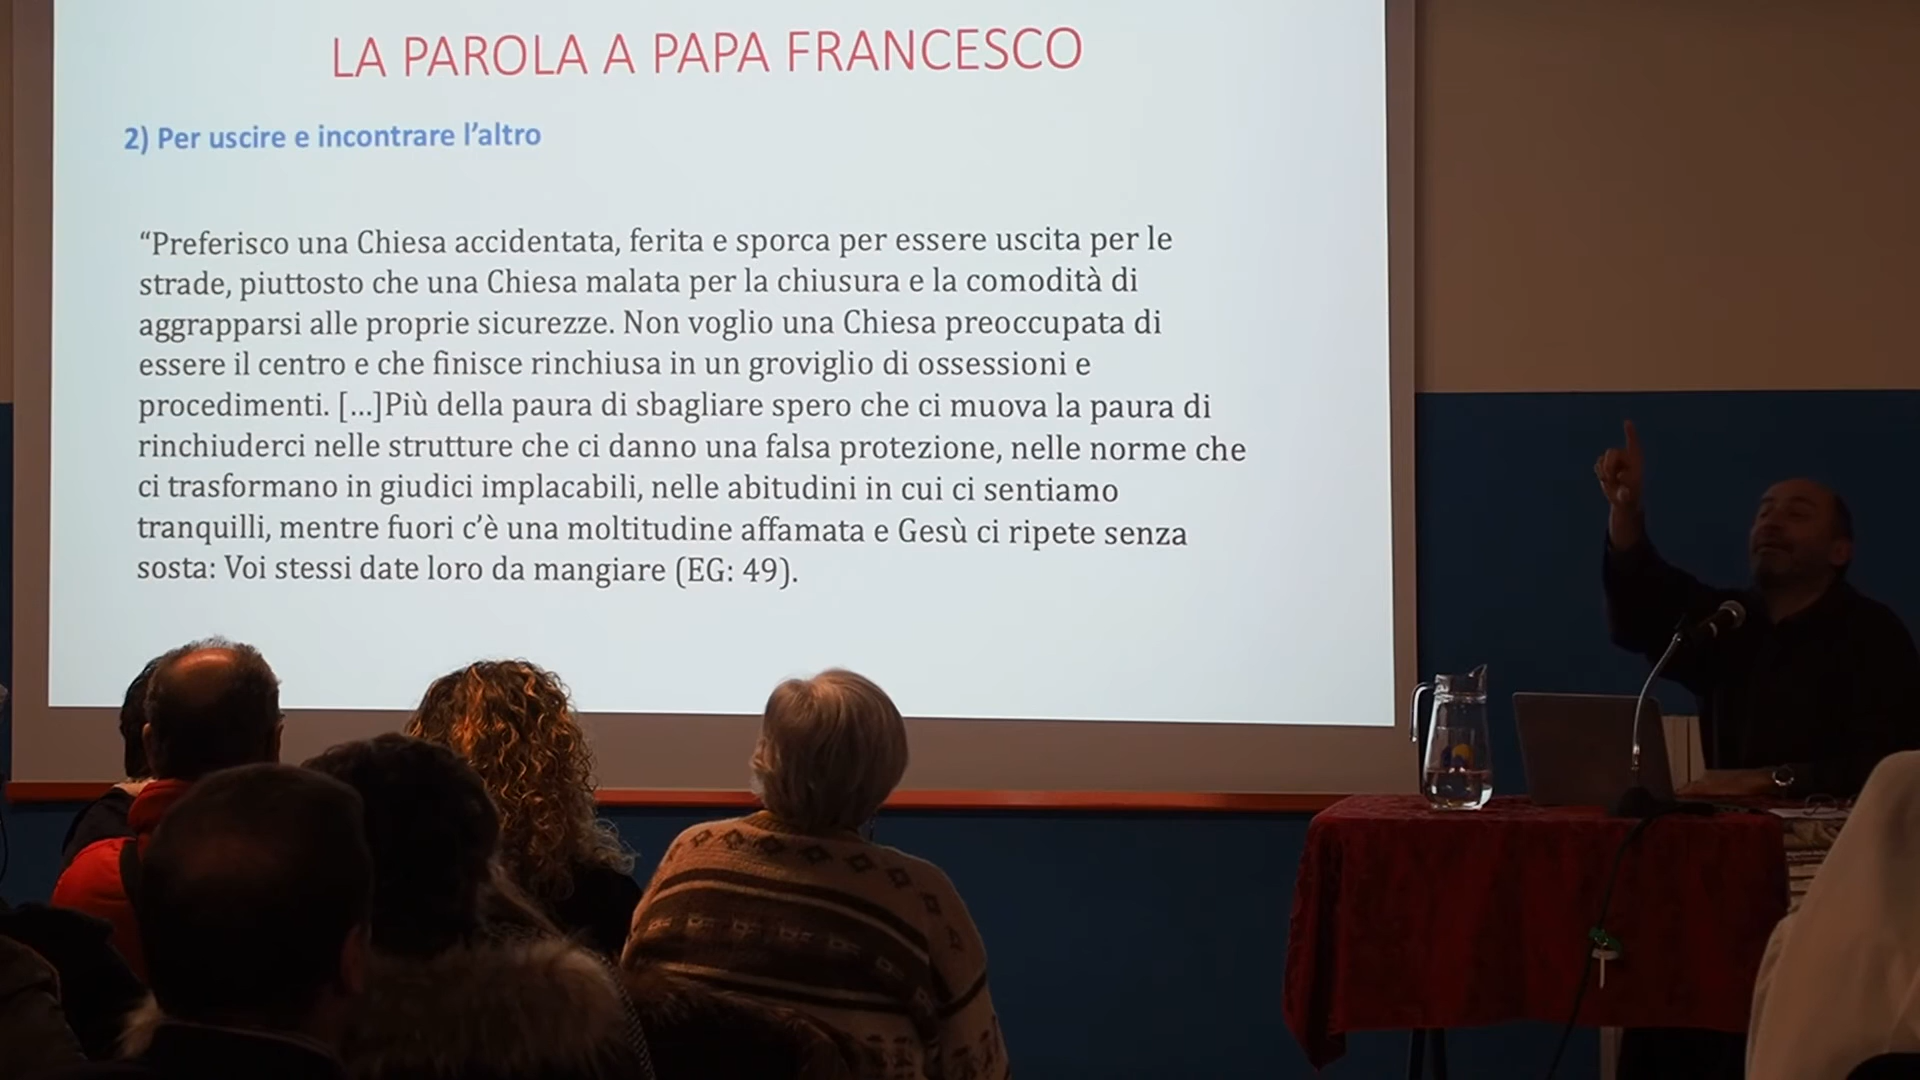 LA PAROLA A PAPA FRANCESCO
2) Per uscire e incontrare l’altro
“Preferisco una Chiesa accidentata, ferita e sporca per essere uscita per le
strade, piuttosto che una Chiesa malata per la chiusura e la comodità di
aggrapparsi alle proprie sicurezze. Non voglio una Chiesa preoccupata di
essere il centro e che finisce rinchiusa in un groviglio di ossessioni e
procedimenti. [...]Più della paura di sbagliare spero che ci muova la paura di
rinchiuderci nelle strutture che ci danno una falsa protezione, nelle norme che
ci trasformano in giudici implacabili, nelle abitudini in cui ci sentiamo
tranquilli, mentre fuori c’è una moltitudine affamata e Gesù ci ripete senza
sosta: Voi stessi date loro da mangiare (EG: 49).